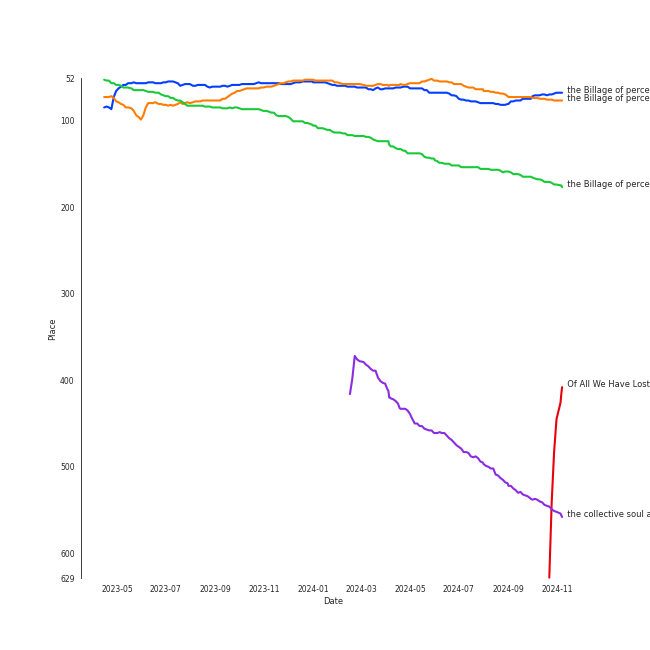 52
the Billage of perce
the Billage of perce
100
the Billage of perce
200
300
Place
400
Of All We Have Lost
500
the collective soul a
600
629
2023-05 2023-07 2023-09 2023-11 2024-01 2024-03 2024-05 2024-07 2024-09 2024-11
Date